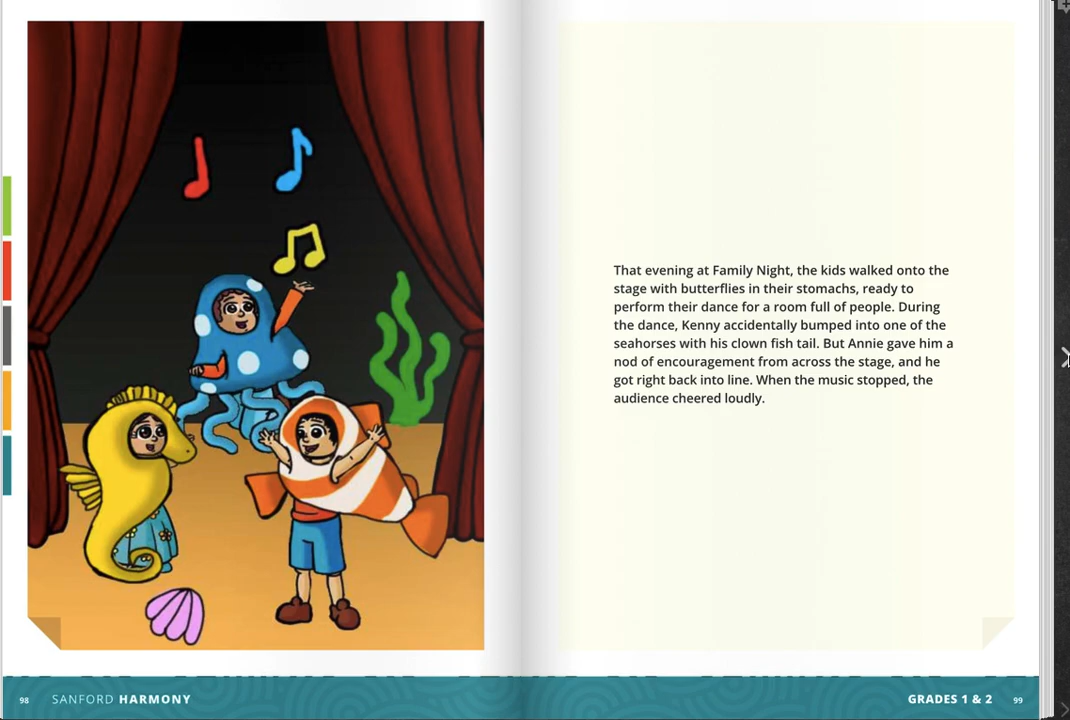 That evening at Family Night, the kids walked onto the
stage with butterflies in their stomachs, ready to
perform their dance for a room full of people. During
the dance, Kenny accidentally bumped into one of the
seahorses with his clown fish tail. But Annie gave him a
nod of encouragement from across the stage, and he
got right back into line. When the music stopped, the
audience cheered loudly.
98 SANFORD HARMONY
GRADES 1 & 2 99